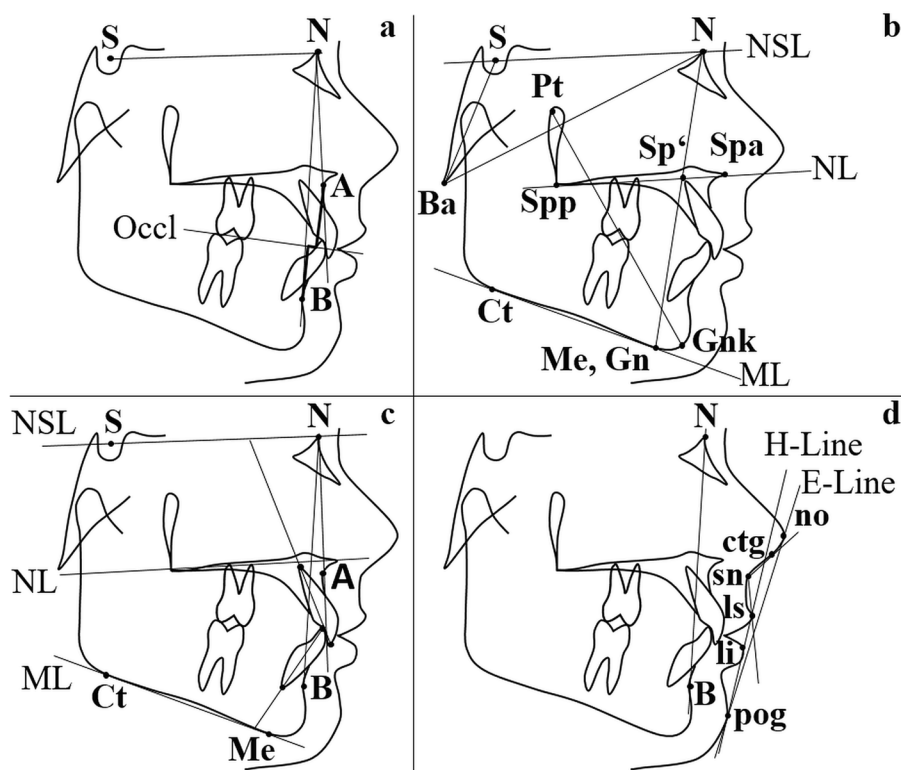 S
N
a
A
Occl
B
b
N
S
NSL
Pt
Sp‘
Spa
NL
Ba
Spp
Ct
Gnk
Me, Gn
ML
c
NSL
S
N
NL
A
ML
Ct
B
Me
d
N
H-Line
E-Line
no
ctg
sn
ls
li
B
pog